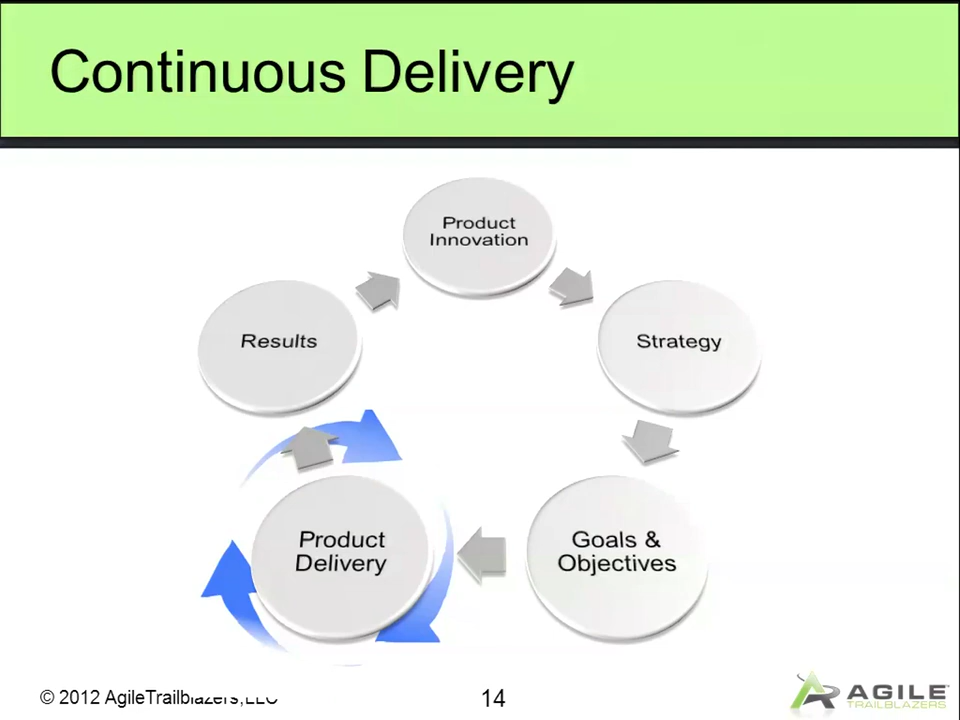 Continuous Delivery
Product
Innovation
Results
Strategy
Product
Delivery
Goals &
Objectives
© 2012 AgileTrailblazers,LLC
14
AGILE
TRAILBLAZERS